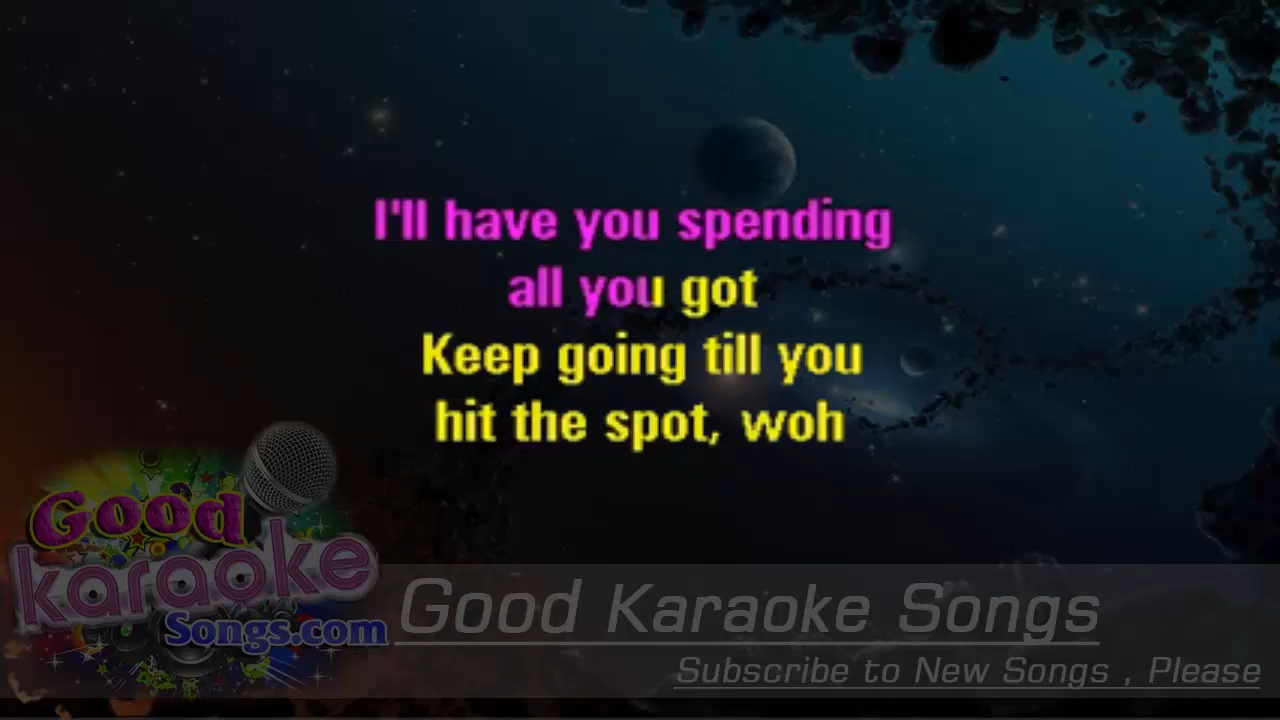 I'll have you spending
all you got
Keep going till you
hit the spot, woh
Good
karaoke
Songs.com
Good Karaoke Songs
Subscribe to New Songs , Please